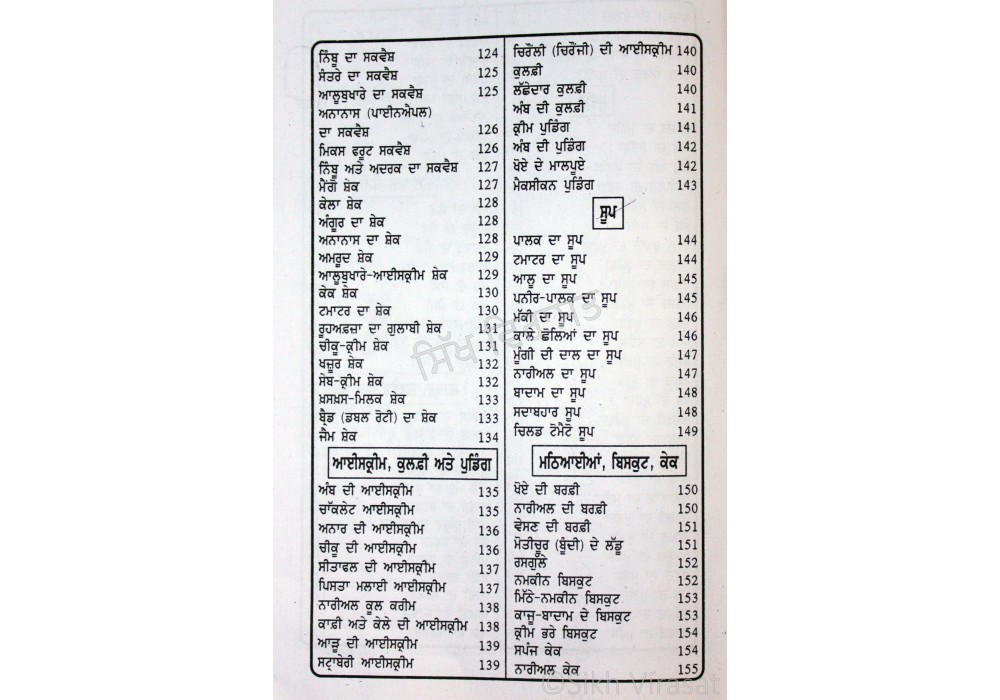 ਨਿੰਬੂ ਦਾ ਸਕਵੈਸ਼ 124
ਸੰਤਰੇ ਦਾ ਸਕਵੈਸ਼ 125
ਆਲੂਬੁਖਾਰੇ ਦਾ ਸਕਵੈਸ਼ 125
ਅਨਾਨਾਸ (ਪਾਈਨਐਪਲ)
ਦਾ ਸਕਵੈਸ਼ 126
ਮਿਕਸ ਫਰੂਟ ਸਕਵੈਸ਼ 126
ਨਿੰਬੂ ਅਤੇ ਅਦਰਕ ਦਾ ਸਕਵੈਸ਼ 127
ਮੈਂਗੋ ਸ਼ੇਕ 127
ਕੇਲਾ ਸ਼ੇਕ 128
ਅੰਗੂਰ ਦਾ ਸ਼ੇਕ 128
ਅਨਾਨਾਸ ਦਾ ਸ਼ੇਕ 128
ਅਮਰੂਦ ਸ਼ੇਕ 129
ਆਲੂਬੁਖਾਰੇ-ਆਈਸਕ੍ਰੀਮ ਸ਼ੇਕ 129
ਕੇਕ ਸ਼ੇਕ 130
ਟਮਾਟਰ ਦਾ ਸ਼ੇਕ 130
ਰੂਹਅਫ਼ਜ਼ਾ ਦਾ ਗੁਲਾਬੀ ਸ਼ੇਕ 131
ਚੀਕੂ-ਕ੍ਰੀਮ ਸ਼ੇਕ 131
ਖਜ਼ੂਰ ਸ਼ੇਕ 132
ਸੇਬ-ਕ੍ਰੀਮ ਸ਼ੇਕ 132
ਖ਼ਸਖ਼ਸ-ਮਿਲਕ ਸ਼ੇਕ 133
ਬ੍ਰੈਡ (ਡਬਲ ਰੋਟੀ) ਦਾ ਸ਼ੇਕ 133
ਜੈਮ ਸ਼ੇਕ 134
ਆਈਸਕ੍ਰੀਮ, ਕੁਲਫ਼ੀ ਅਤੇ ਪੁਡਿੰਗ
ਅੰਬ ਦੀ ਆਈਸਕ੍ਰੀਮ 135
ਚਾੱਕਲੇਟ ਆਈਸਕ੍ਰੀਮ 135
ਅਨਾਰ ਦੀ ਆਈਸਕ੍ਰੀਮ 136
ਚੀਕੂ ਦੀ ਆਈਸਕ੍ਰੀਮ 136
ਸੀਤਾਫਲ ਦੀ ਆਈਸਕ੍ਰੀਮ 137
ਪਿਸਤਾ ਮਲਾਈ ਆਈਸਕ੍ਰੀਮ 137
ਨਾਰੀਅਲ ਕੂਲ ਕਰੀਮ 138
ਕਾਫ਼ੀ ਅਤੇ ਕੇਲੇ ਦੀ ਆਈਸਕ੍ਰੀਮ 138
ਆੜੂ ਦੀ ਆਈਸਕ੍ਰੀਮ 139
ਸਟ੍ਰਾਬੇਰੀ ਆਈਸਕ੍ਰੀਮ 139
ਚਿਰੌਂਲੀ (ਚਿਰੌਂਜੀ) ਦੀ ਆਈਸਕ੍ਰੀਮ 140
ਕੁਲਫ਼ੀ 140
ਲੱਛੇਦਾਰ ਕੁਲਫ਼ੀ 140
ਅੰਬ ਦੀ ਕੁਲਫ਼ੀ 141
ਕ੍ਰੀਮ ਪੁਡਿੰਗ 141
ਅੰਬ ਦੀ ਪੁਡਿੰਗ 142
ਖੋਏ ਦੇ ਮਾਲਪੂਏ 142
ਮੈਕਸੀਕਨ ਪੁਡਿੰਗ 143
ਸੂਪ
ਪਾਲਕ ਦਾ ਸੂਪ 144
ਟਮਾਟਰ ਦਾ ਸੂਪ 144
ਆਲੂ ਦਾ ਸੂਪ 145
ਪਨੀਰ-ਪਾਲਕ ਦਾ ਸੂਪ 145
ਮੱਕੀ ਦਾ ਸੂਪ 146
ਕਾਲੇ ਛੋਲਿਆਂ ਦਾ ਸੂਪ 146
ਮੂੰਗੀ ਦੀ ਦਾਲ ਦਾ ਸੂਪ 147
ਨਾਰੀਅਲ ਦਾ ਸੂਪ 147
ਬਾਦਾਮ ਦਾ ਸੂਪ 148
ਸਦਾਬਹਾਰ ਸੂਪ 148
ਚਿਲਡ ਟੋਮੈਟੋ ਸੂਪ 149
ਮਠਿਆਈਆਂ, ਬਿਸਕੁਟ, ਕੇਕ
ਖੋਏ ਦੀ ਬਰਫ਼ੀ 150
ਨਾਰੀਅਲ ਦੀ ਬਰਫ਼ੀ 150
ਵੇਸਣ ਦੀ ਬਰਫ਼ੀ 151
ਮੋਤੀਚੂਰ (ਬੂੰਦੀ) ਦੇ ਲੱਡੂ 151
ਰਸਗੁੱਲੇ 152
ਨਮਕੀਨ ਬਿਸਕੁਟ 152
ਮਿੱਠੇ-ਨਮਕੀਨ ਬਿਸਕੁਟ 153
ਕਾਜੂ-ਬਾਦਾਮ ਦੇ ਬਿਸਕੁਟ 153
ਕ੍ਰੀਮ ਭਰੇ ਬਿਸਕੁਟ 154
ਸਪੰਜ ਕੇਕ 154
ਨਾਰੀਅਲ ਕੇਕ 155
ਸਿੱਖ ਵਿਰਾਸਤ
©Sikh Virasat